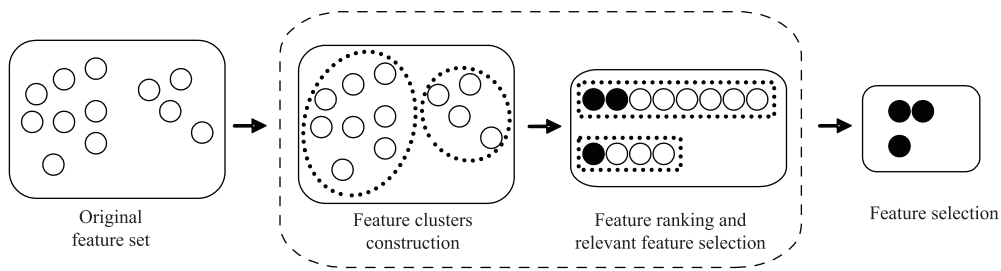 Original
feature set
Feature clusters
construction
Feature ranking and
relevant feature selection
Feature selection